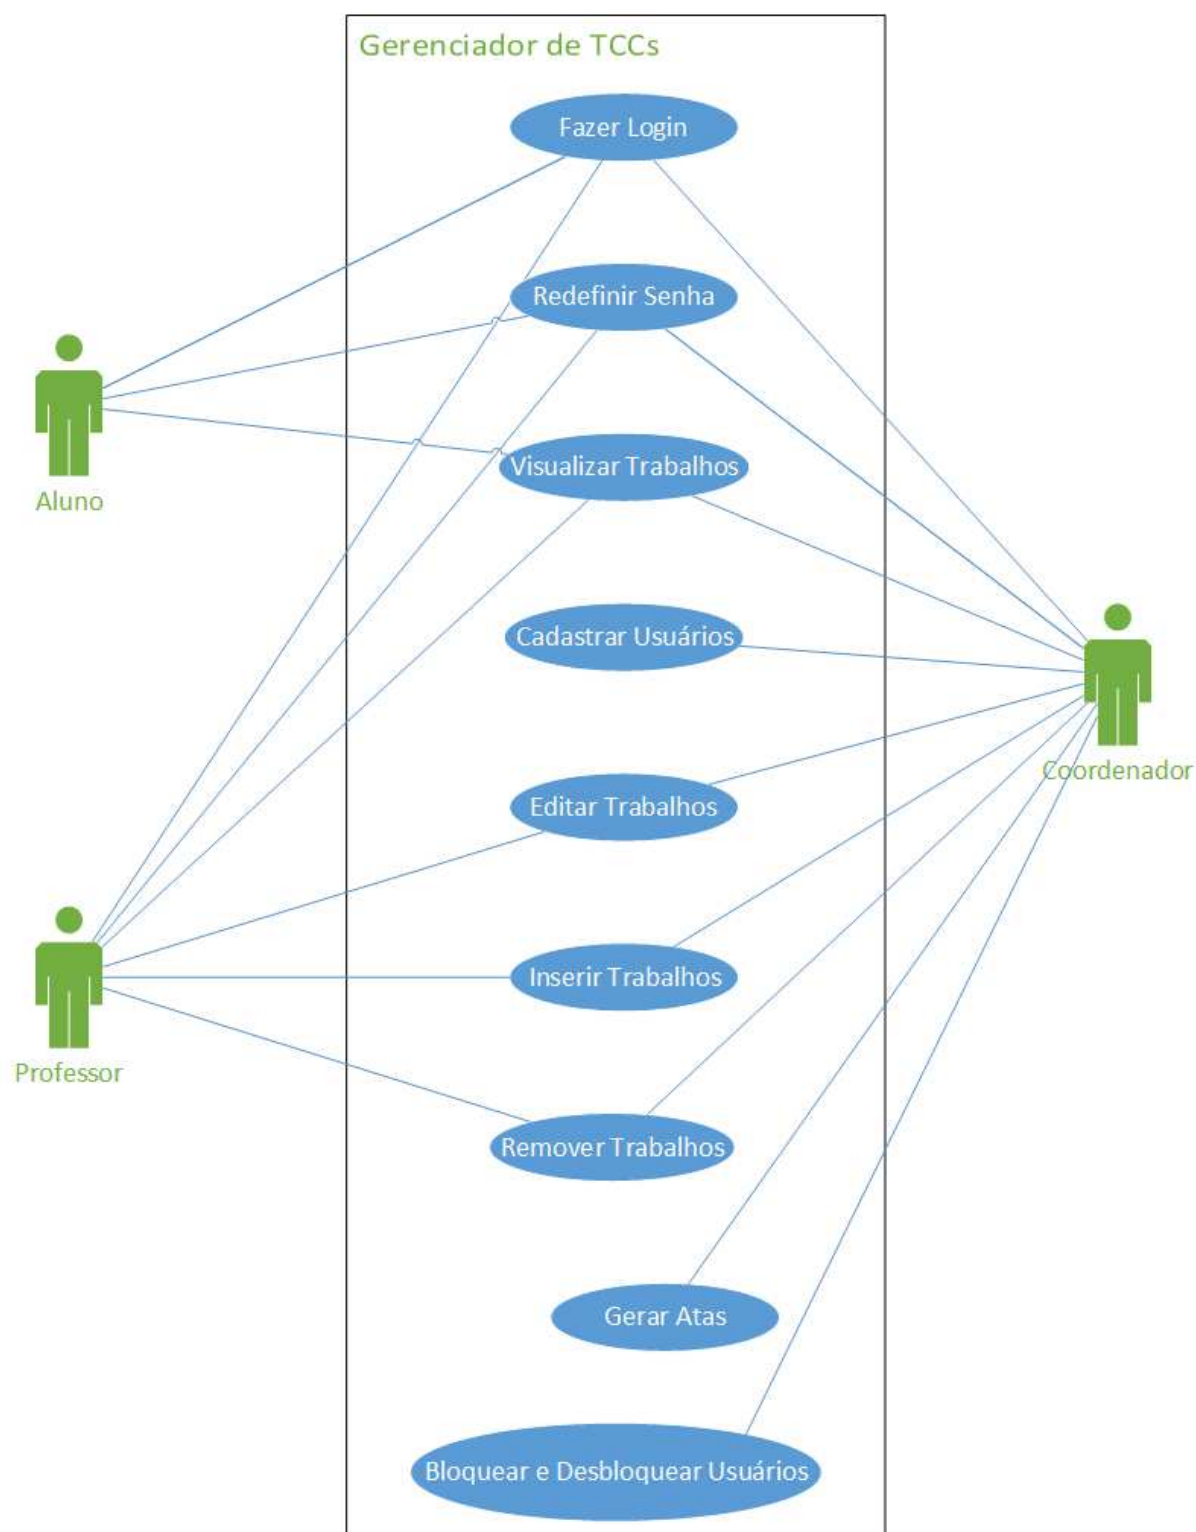 Gerenciador de TCCs
Fazer Login
Redefinir Senha
Visualizar Trabalhos
Aluno
Cadastrar Usuários
Coordenador
Editar Trabalhos
Inserir Trabalhos
Professor
Remover Trabalhos
Gerar Atas
Bloquear e Desbloquear Usuários